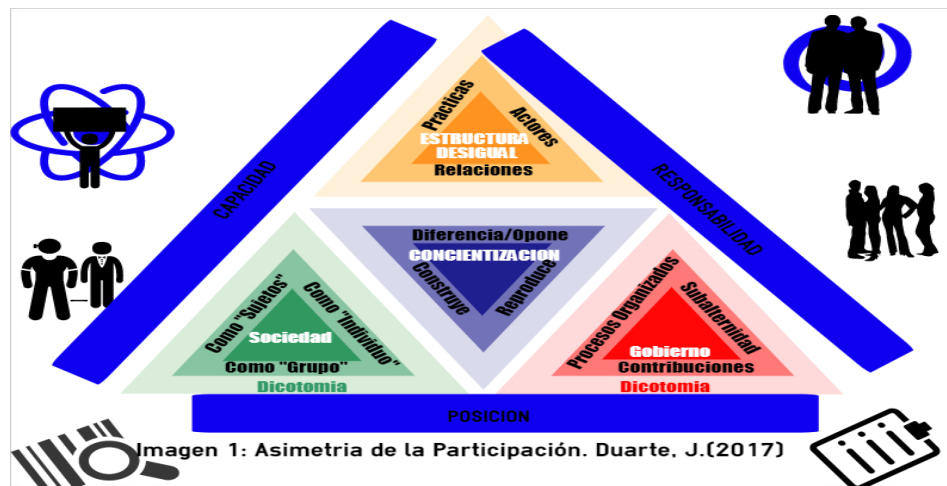 CAPACIDAD
RESPONSABILIDAD
Practicas
Actores
ESTRUCTURA
DESIGUAL
Relaciones
Diferencia/Opone
CONCIENTIZACION
Construye
Reproduce
Como "Sujetos"
Como "Individuo"
Sociedad
Como "Grupo"
Dicotomia
Procesos Organizados
Subalternidad
Gobierno
Contribuciones
Dicotomia
POSICION
Imagen 1: Asimetria de la Participación. Duarte, J.(2017)